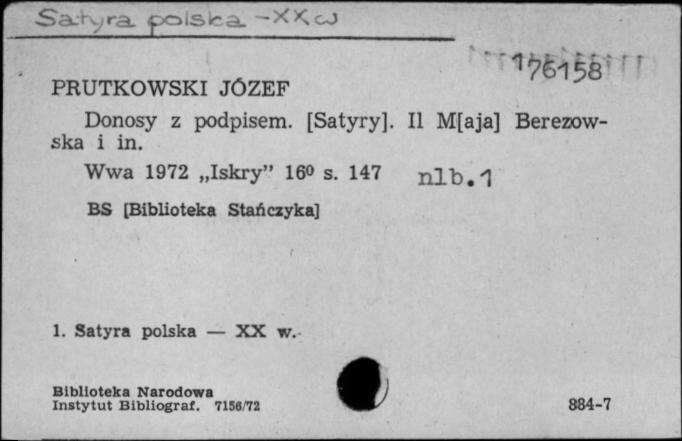 Satyra polska - XX w
176158
PRUTKOWSKI JÓZEF
Donosy z podpisem. [Satyry]. Il M[aja] Berezow-
ska i in.
Wwa 1972 „Iskry” 16⁰ s. 147 nlb. 1
BS [Biblioteka Stańczyka]
1. Satyra polska — XX w.
Biblioteka Narodowa
Instytut Bibliograf. 7156/72 884-7